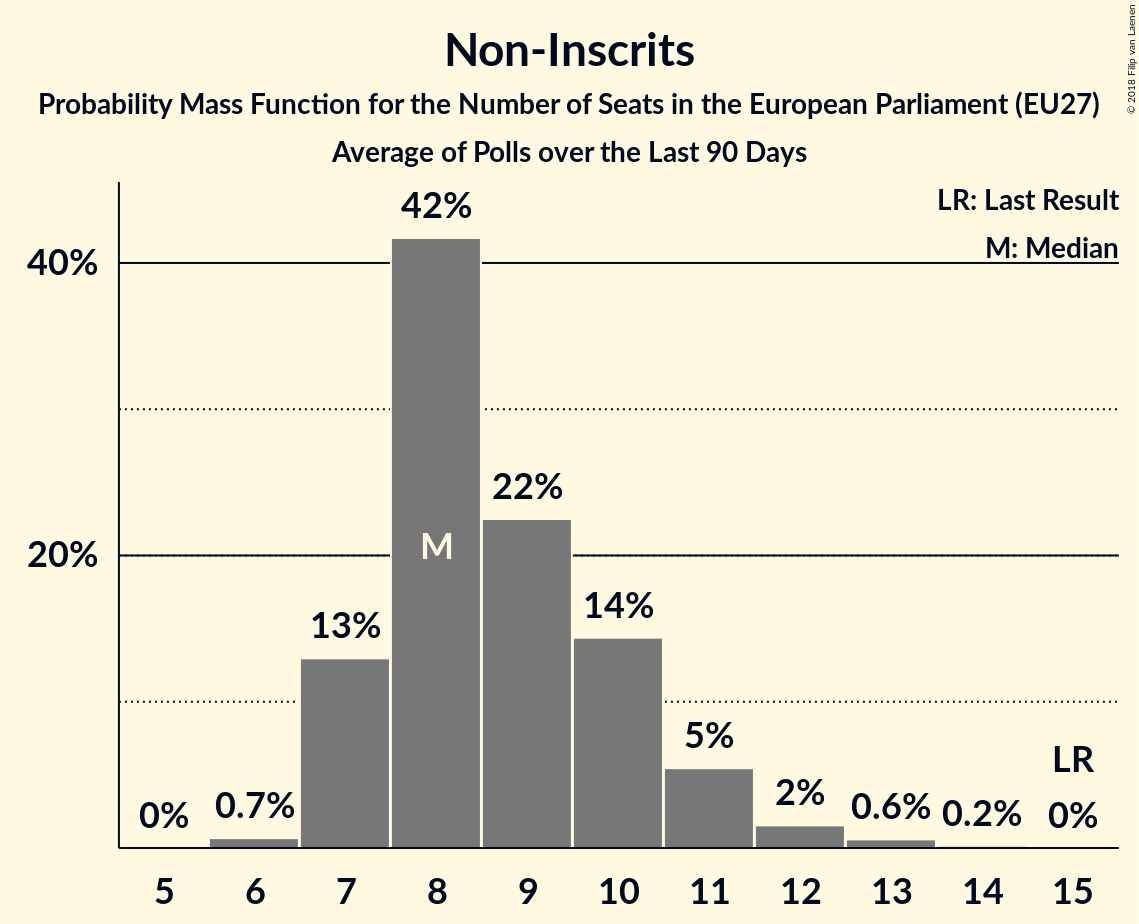 Non-Inscrits
Probability Mass Function for the Number of Seats in the European Parliament (EU27)
Average of Polls over the Last 90 Days
© 2018 Filip van Laenen
LR: Last Result
M: Median
40%
20%
0%
0.7%
13%
42%
M
22%
14%
5%
2%
0.6%
0.2%
LR
0%
5 6 7 8 9 10 11 12 13 14 15